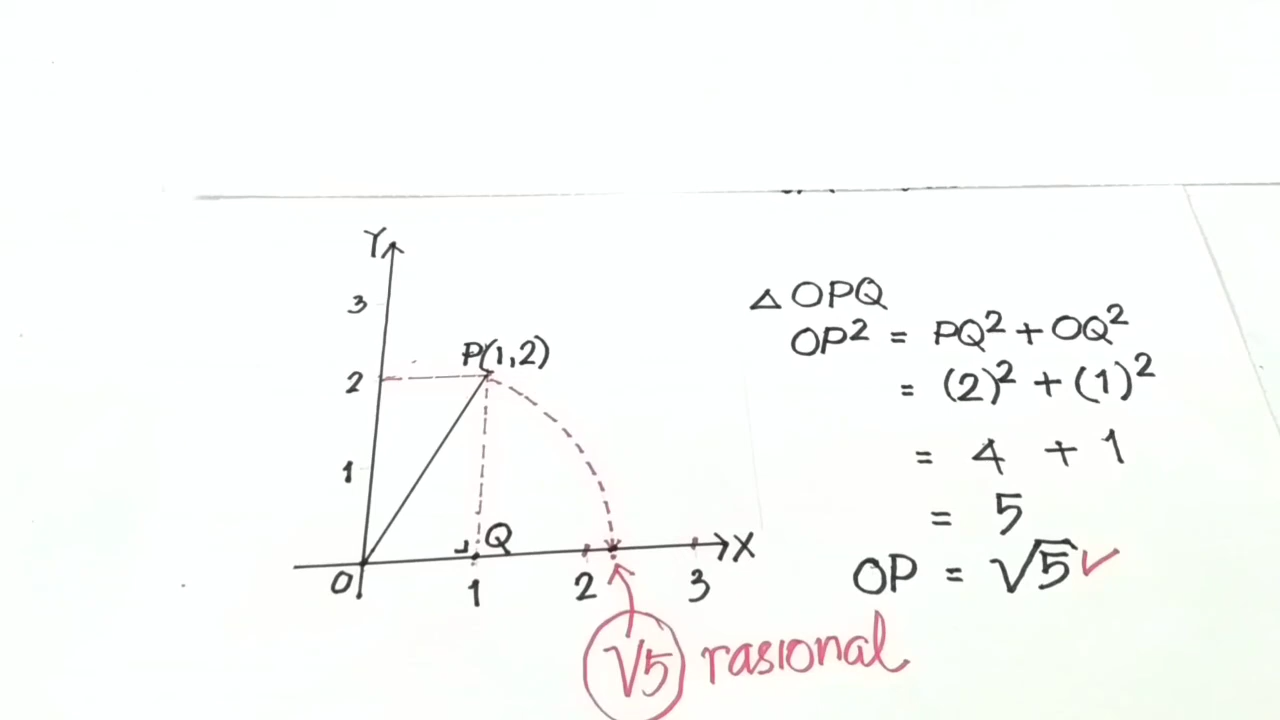 Y
3
P(1,2)
2
1
Q
X
O
1
2
3
△ OPQ
OP² = PQ² + OQ²
= (2)² + (1)²
= 4 + 1
= 5
OP = √5 ✓
√5 rasional